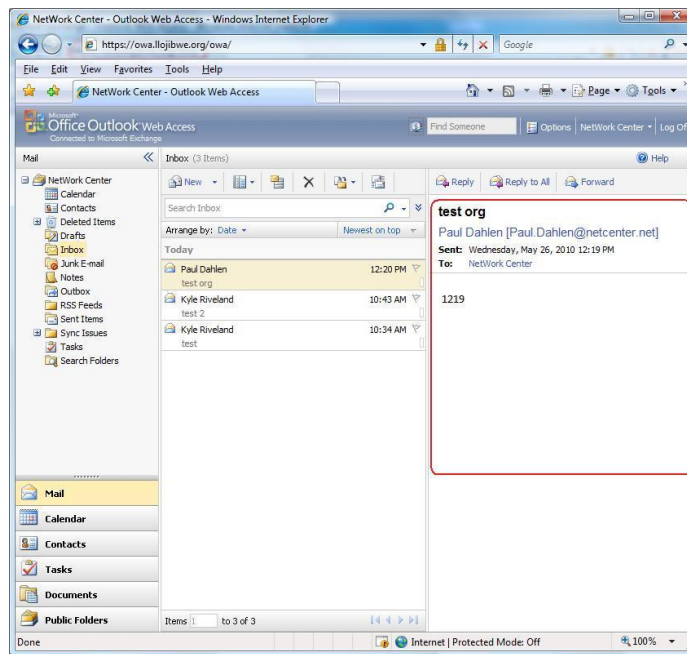 NetWork Center - Outlook Web Access - Windows Internet Explorer
https://owa.llojibwe.org/owa/
Google
File Edit View Favorites Tools Help
NetWork Center - Outlook Web Access
Page Tools
Microsoft
Office Outlook Web Access
Connected to Microsoft Exchange
Find Someone
Options
NetWork Center
Log Of
Mail
Inbox (3 Items)
Help
NetWork Center
Calendar
Contacts
Deleted Items
Drafts
Inbox
Junk E-mail
Notes
Outbox
RSS Feeds
Sent Items
Sync Issues
Tasks
Search Folders
Mail
Calendar
Contacts
Tasks
Documents
Public Folders
New
Search Inbox
Arrange by: Date Newest on top
Today
Paul Dahlen 12:20 PM
test org
Kyle Riveland 10:43 AM
test 2
Kyle Riveland 10:34 AM
test
Items 1 to 3 of 3
Reply Reply to All Forward
test org
Paul Dahlen [Paul.Dahlen@netcenter.net]
Sent: Wednesday, May 26, 2010 12:19 PM
To: NetWork Center
1219
Done
Internet | Protected Mode: Off
100%